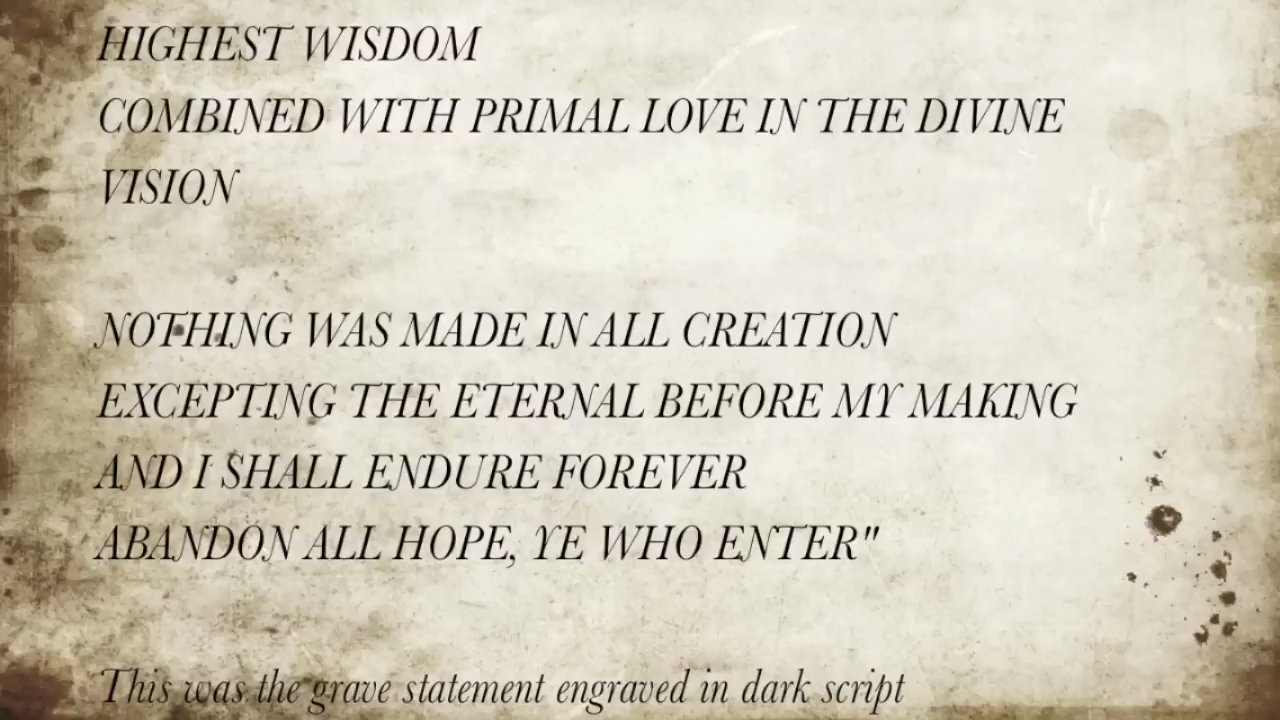 HIGHEST WISDOM
COMBINED WITH PRIMAL LOVE IN THE DIVINE
VISION
NOTHING WAS MADE IN ALL CREATION
EXCEPTING THE ETERNAL BEFORE MY MAKING
AND I SHALL ENDURE FOREVER
ABANDON ALL HOPE, YE WHO ENTER"
This was the grave statement engraved in dark script